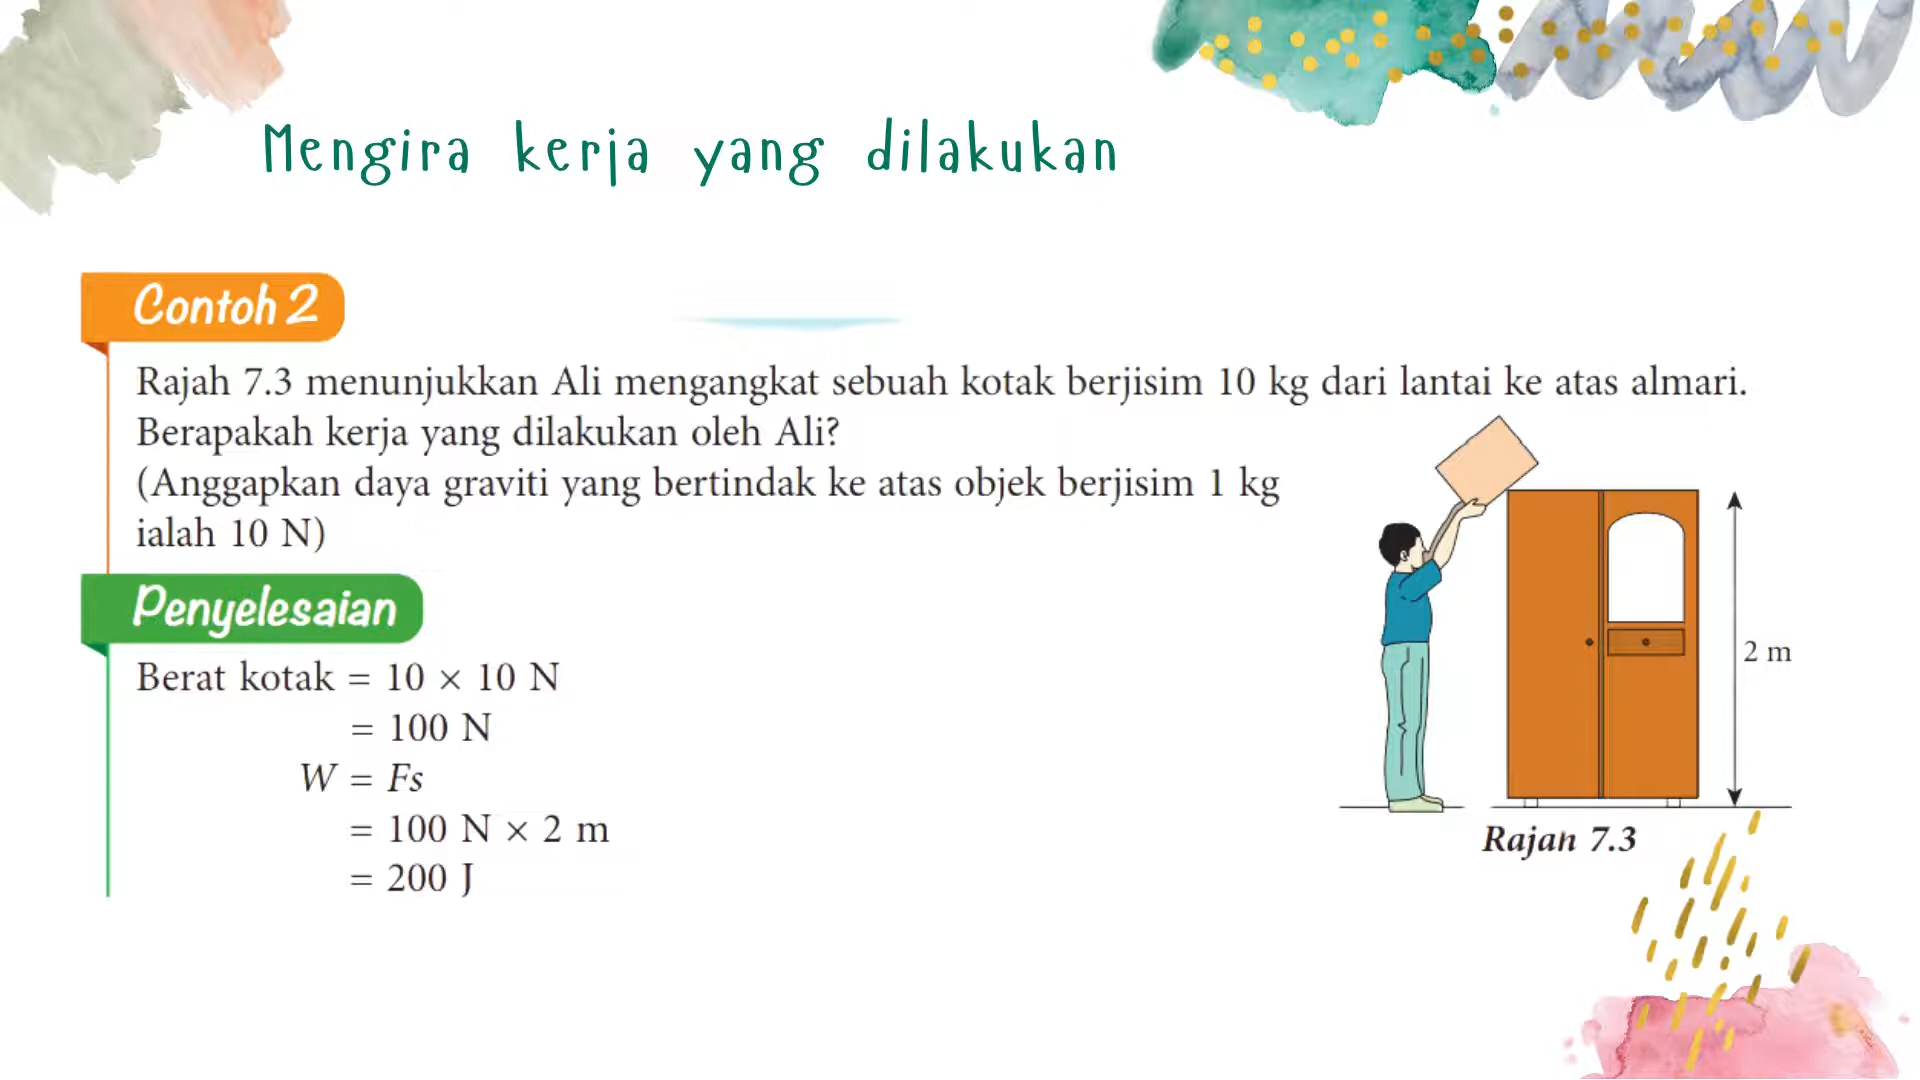 Mengira kerja yang dilakukan
Contoh 2
Rajah 7.3 menunjukkan Ali mengangkat sebuah kotak berjisim 10 kg dari lantai ke atas almari.
Berapakah kerja yang dilakukan oleh Ali?
(Anggapkan daya graviti yang bertindak ke atas objek berjisim 1 kg
ialah 10 N)
Penyelesaian
Berat kotak = 10 × 10 N
= 100 N
W = Fs
= 100 N × 2 m
= 200 J
2 m
Rajah 7.3